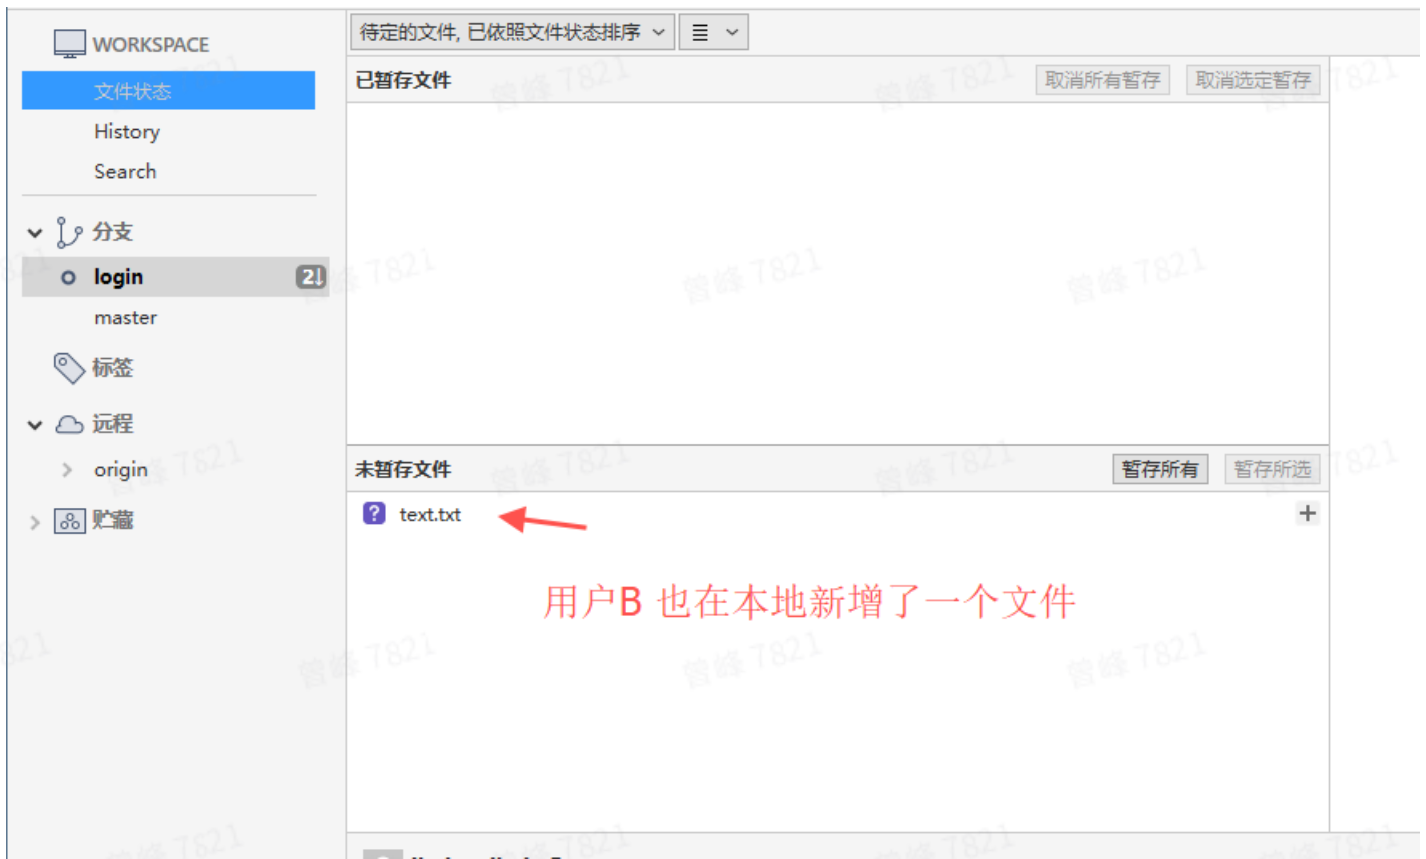 WORKSPACE
文件状态
History
Search
分支
login 2↓
master
标签
远程
origin
贮藏
待定的文件, 已依照文件状态排序
已暂存文件 取消所有暂存 取消选定暂存
未暂存文件 暂存所有 暂存所选
? text.txt +
用户B 也在本地新增了一个文件
曾峰 7821